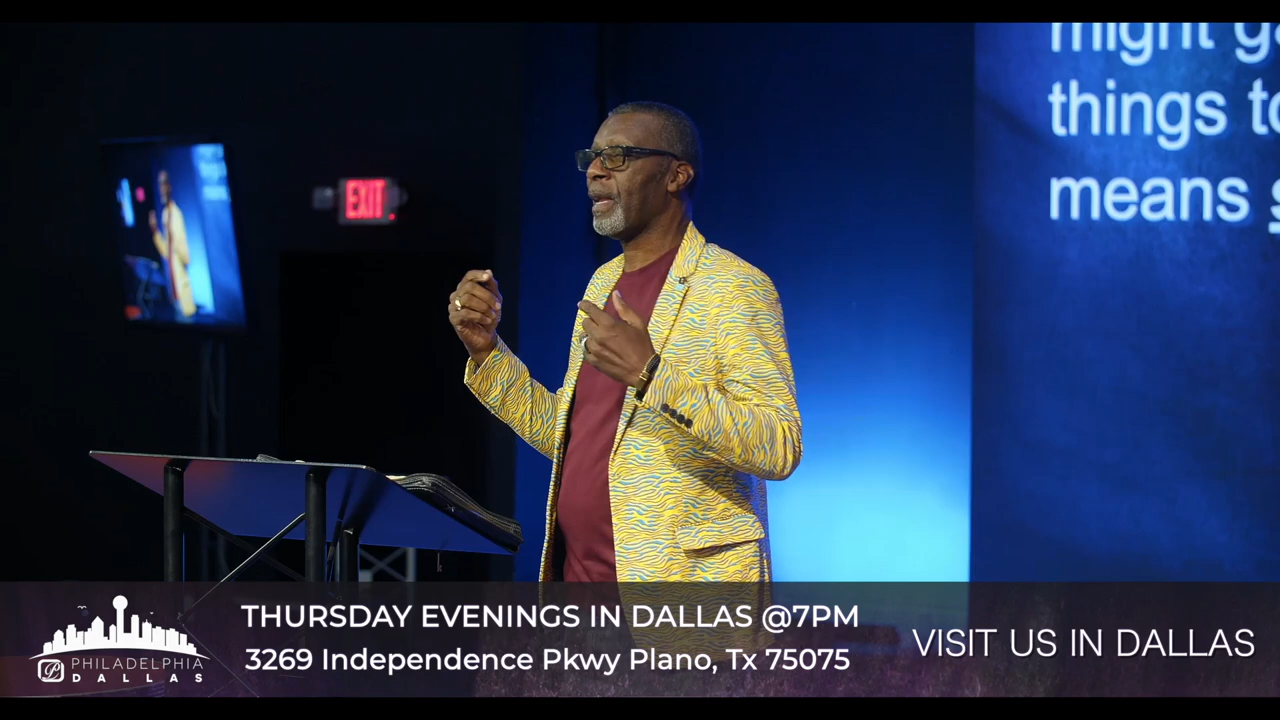 might
things
means
EXIT
THURSDAY EVENINGS IN DALLAS @7PM
3269 Independence Pkwy Plano, Tx 75075
VISIT US IN DALLAS
PHILADELPHIA
DALLAS